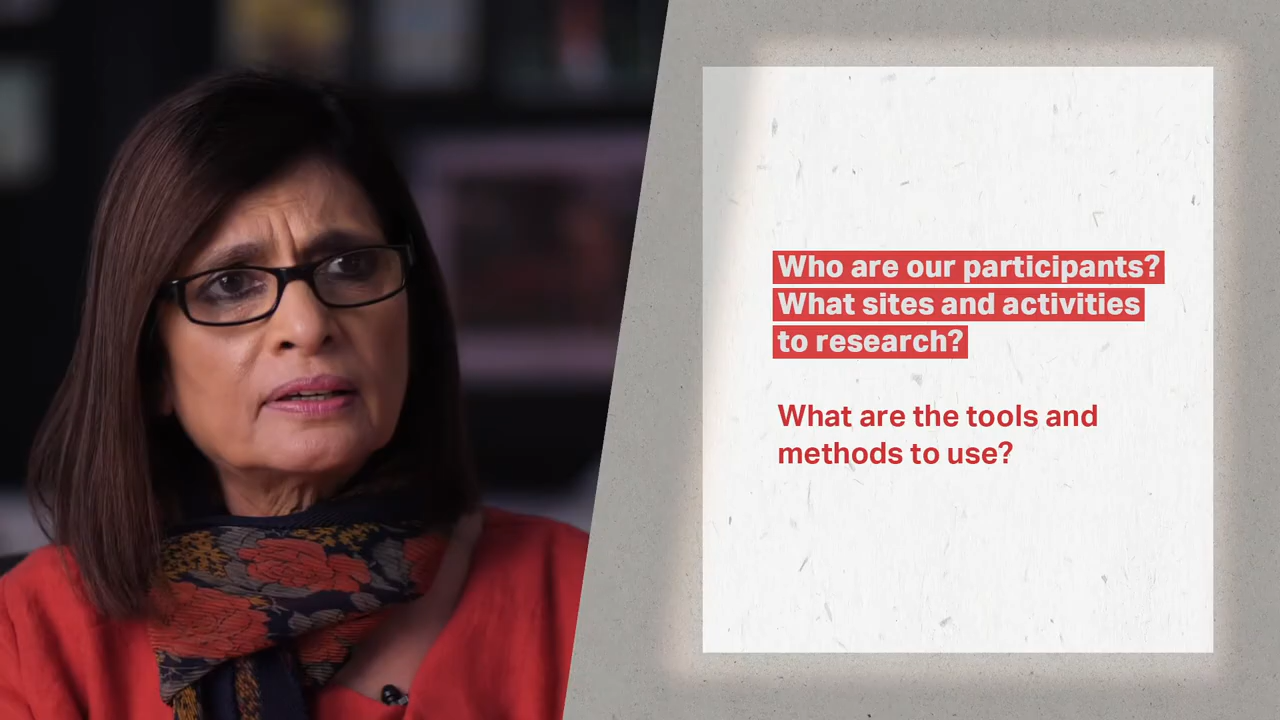 Who are our participants?
What sites and activities
to research?
What are the tools and
methods to use?